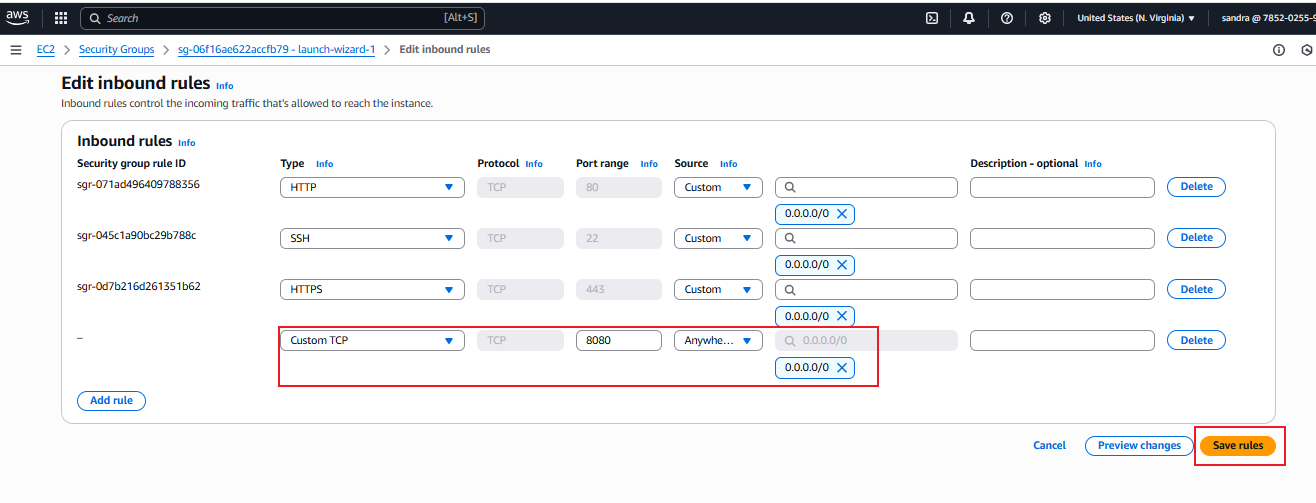 aws Search [Alt+S] United States (N. Virginia) sandra @ 7852-0255-9
EC2 > Security Groups > sg-06f16ae622accfb79 - launch-wizard-1 > Edit inbound rules
Edit inbound rules Info
Inbound rules control the incoming traffic that's allowed to reach the instance.
Inbound rules Info
Security group rule ID Type Info Protocol Info Port range Info Source Info Description - optional Info
sgr-071ad496409788356 HTTP TCP 80 Custom Delete
0.0.0.0/0
sgr-045c1a90bc29b788c SSH TCP 22 Custom Delete
0.0.0.0/0
sgr-0d7b216d261351b62 HTTPS TCP 443 Custom Delete
0.0.0.0/0
– Custom TCP TCP 8080 Anywhe... 0.0.0.0/0 Delete
0.0.0.0/0
Add rule
Cancel Preview changes Save rules